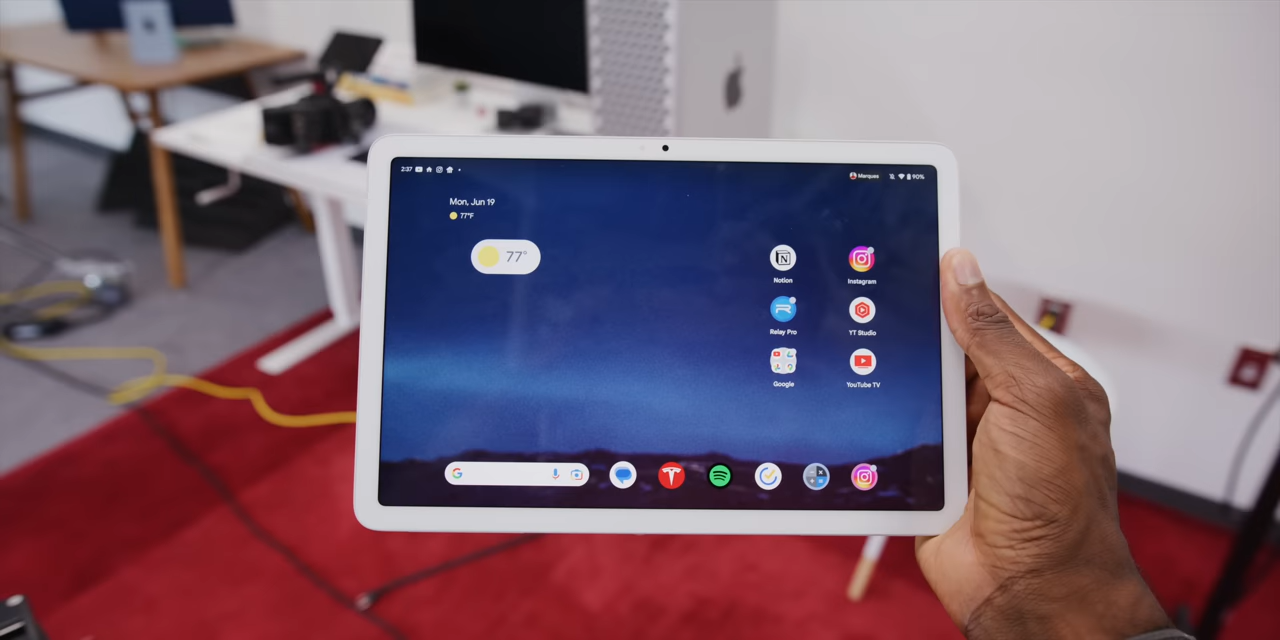 2:37
Marques
90%
Mon, Jun 19
77°F
77°
Notion
Instagram
Relay Pro
YT Studio
Google
YouTube TV